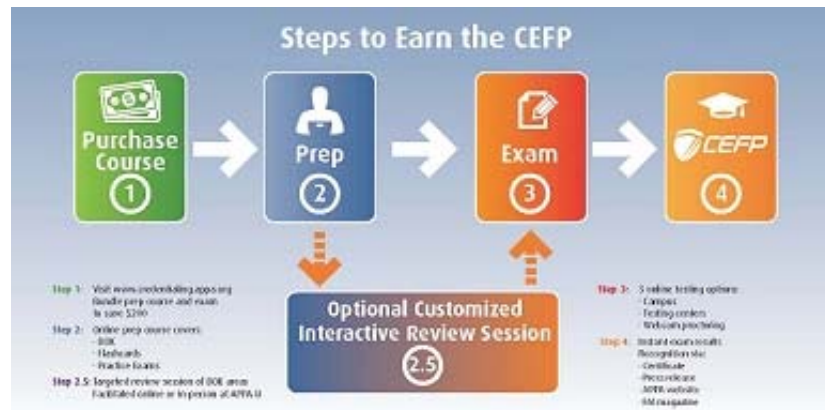 Steps to Earn the CEFP
Purchase
Course
1
Prep
2
Exam
3
CEFP
4
Optional Customized
Interactive Review Session
2.5
Step 1: Visit www.credentialing.appa.org
Bundle prep course and exam
to save $200
Step 2: Online prep course covers:
- BOK
- Flashcards
- Practice Exams
Step 2.5: Targeted review session of BOK areas
Facilitated online or in person at APPA U
Step 3: 3 online testing options:
- Campus
- Testing centers
- Webcam proctoring
Step 4: Instant exam results
Recognition via:
- Certificate
- Press release
- APPA website
- FM magazine